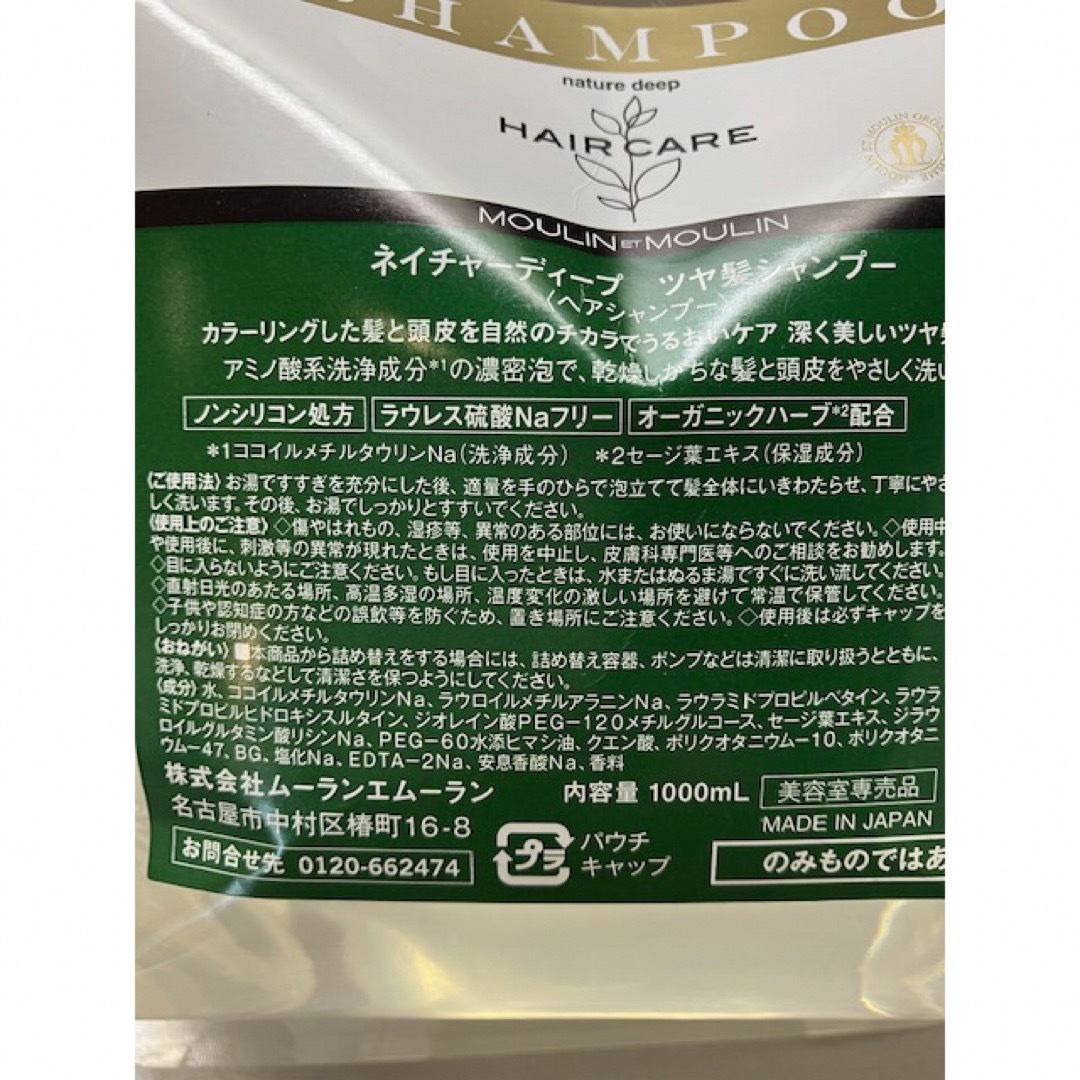 SHAMPOO
nature deep
HAIR CARE
MOULIN ET MOULIN
ネイチャーディープ ツヤ髪シャンプー
〈ヘアシャンプー〉
カラーリングした髪と頭皮を自然のチカラでうるおいケア 深く美しいツヤ髪
アミノ酸系洗浄成分*1の濃密泡で、乾燥しがちな髪と頭皮をやさしく洗い
ノンシリコン処方 ラウレス硫酸Naフリー オーガニックハーブ*2配合
*1ココイルメチルタウリンNa(洗浄成分) *2セージ葉エキス(保湿成分)
〈ご使用法〉お湯ですすぎを充分にした後、適量を手のひらで泡立てて髪全体にいきわたらせ、丁寧にやさ
しく洗います。その後、お湯でしっかりとすすいでください。
〈使用上のご注意〉◇傷やはれもの、湿疹等、異常のある部位には、お使いにならないでください。◇使用中
や使用後に、刺激等の異常が現れたときは、使用を中止し、皮膚科専門医等へのご相談をお勧めします。
◇目に入らないようにご注意ください。もし目に入ったときは、水またはぬるま湯ですぐに洗い流してください。
◇直射日光のあたる場所、高温多湿の場所、温度変化の激しい場所を避けて常温で保管してください。
◇子供や認知症の方などの誤飲等を防ぐため、置き場所にご注意ください。◇使用後は必ずキャップを
しっかりお閉めください。
〈おねがい〉■本商品から詰め替えをする場合には、詰め替え容器、ポンプなどは清潔に取り扱うとともに、
洗浄、乾燥するなどして清潔さを保つようにしてください。
〈成分〉水、ココイルメチルタウリンNa、ラウロイルメチルアラニンNa、ラウラミドプロピルベタイン、ラウラ
ミドプロピルヒドロキシスルタイン、ジオレイン酸PEG-120メチルグルコース、セージ葉エキス、ジラウ
ロイルグルタミン酸リシンNa、PEG-60水添ヒマシ油、クエン酸、ポリクオタニウム-10、ポリクオタニ
ウム-47、BG、塩化Na、EDTA-2Na、安息香酸Na、香料
株式会社ムーランエムーラン 内容量 1000mL 美容室専売品
名古屋市中村区椿町16-8 MADE IN JAPAN
お問合せ先 0120-662474
プラ
パウチ
キャップ
のみものではあ